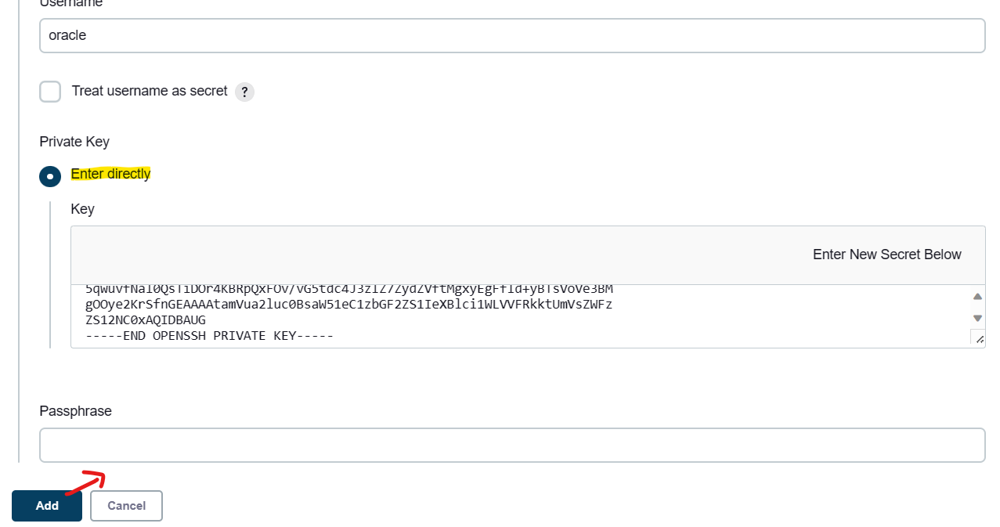 Username
oracle
Treat username as secret ?
Private Key
Enter directly
Key
Enter New Secret Below
gOOye2KrSfnGEAAAAtamVua2luc0BsaW51eC1zbGF2ZS1IeXBlci1WLVVFRkktUmVsZWFz
ZS12NC0xAQIDBAUG
-----END OPENSSH PRIVATE KEY-----
Passphrase
Add
Cancel